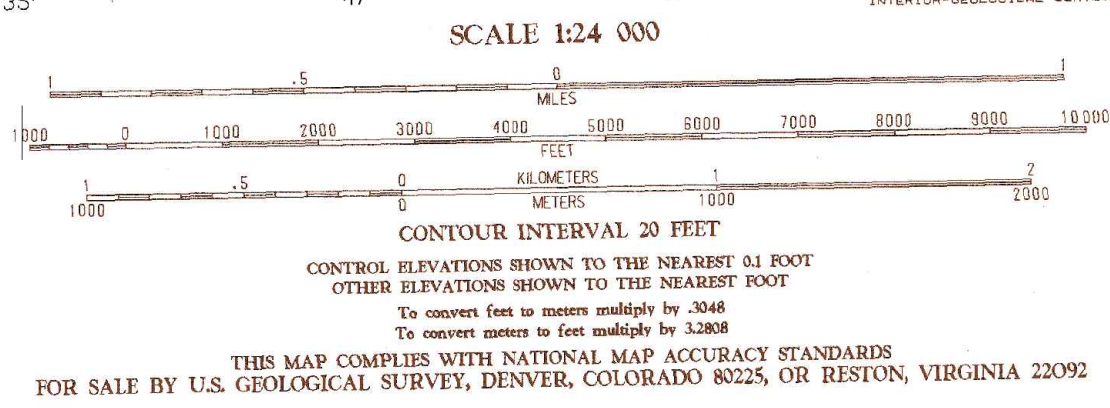 35'
SCALE 1:24 000
1 .5 0 1
MILES
1000 0 1000 2000 3000 4000 5000 6000 7000 8000 9000 10 000
FEET
1 .5 0 KILOMETERS 1 2
1000 0 METERS 1000 2000
CONTOUR INTERVAL 20 FEET
CONTROL ELEVATIONS SHOWN TO THE NEAREST 0.1 FOOT
OTHER ELEVATIONS SHOWN TO THE NEAREST FOOT
To convert feet to meters multiply by .3048
To convert meters to feet multiply by 3.2808
THIS MAP COMPLIES WITH NATIONAL MAP ACCURACY STANDARDS
FOR SALE BY U.S. GEOLOGICAL SURVEY, DENVER, COLORADO 80225, OR RESTON, VIRGINIA 22092